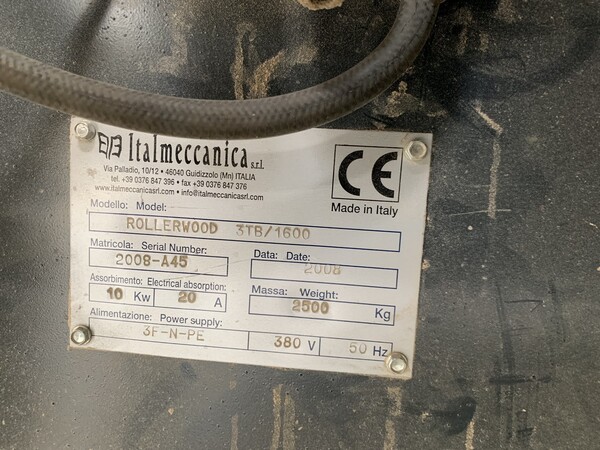 Italmeccanica s.r.l.
Via Palladio, 10/12 • 46040 Guidizzolo (Mn) ITALIA
tel. +39 0376 847 396 • fax +39 0376 847 376
www.italmeccanicasrl.com • info@italmeccanicasrl.com
CE
Made in Italy
Modello: Model:
ROLLERWOOD 3TB/1600
Matricola: Serial Number: Data: Date:
2008-A45 2008
Assorbimento: Electrical absorption: Massa: Weight:
10 Kw 20 A 2500 Kg
Alimentazione: Power supply:
3F-N-PE 380 V 50 Hz